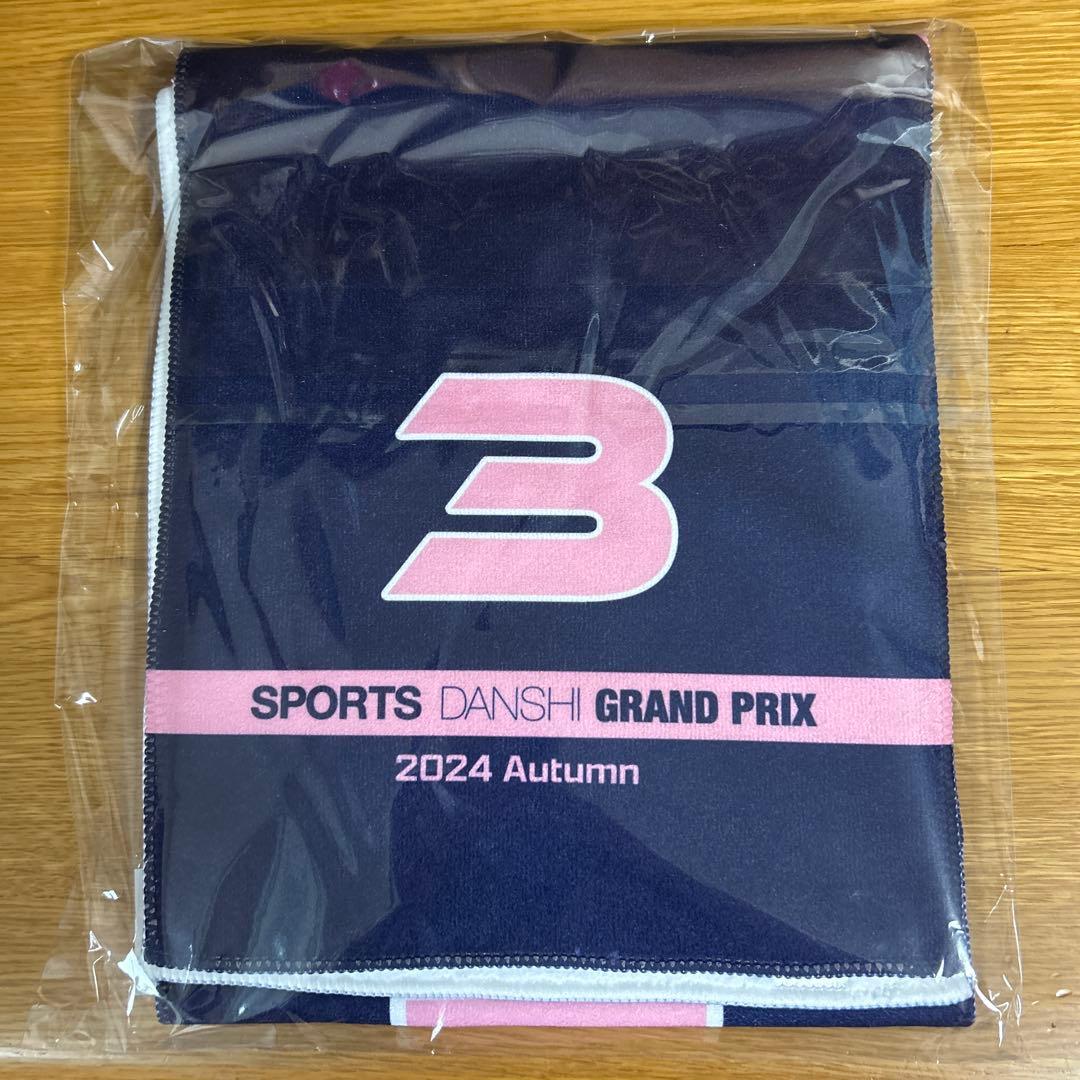 3
SPORTS DANSHI GRAND PRIX
2024 Autumn